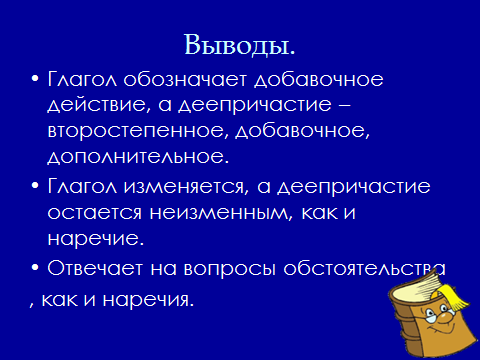 Выводы.
• Глагол обозначает добавочное
действие, а деепричастие –
второстепенное, добавочное,
дополнительное.
• Глагол изменяется, а деепричастие
остается неизменным, как и
наречие.
• Отвечает на вопросы обстоятельства
, как и наречия.